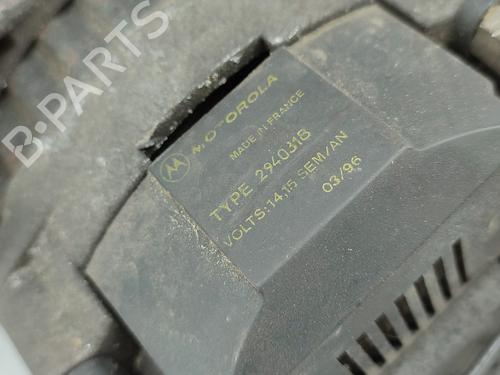 B-PARTS
MOTOROLA
MADE IN FRANCE
TYPE 2940318
VOLTS:14,15 SEM/AN
03/96